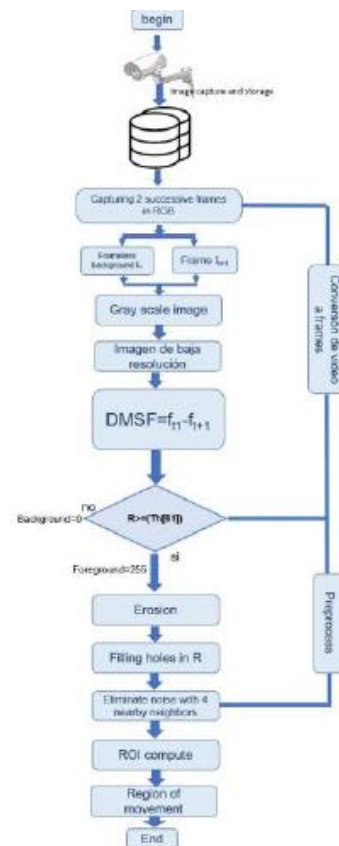 begin
Image capture and storage
Capturing 2 successive frames
in RGB
background
Frame
Gray scale image
Imagen de baja
resolución
DMSF=
no
Background=0
si
Foreground=255
Erosion
Filling holes in R
Eliminate noise with 4
nearby neighbors
ROI compute
Region of
movement
End
Conversión de video
a frames
Preprocess